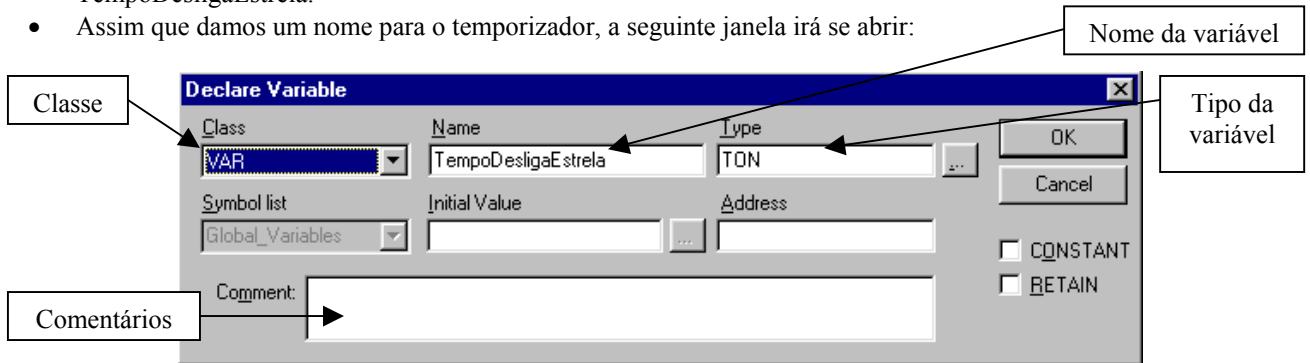 TempoDesligaEstrela.
• Assim que damos um nome para o temporizador, a seguinte janela irá se abrir:
Nome da variável
Classe
Tipo da
variável
Declare Variable
Class
Name
Type
VAR
TempoDesligaEstrela
TON
...
OK
Cancel
Symbol list
Initial Value
Address
Global_Variables
...
CONSTANT
RETAIN
Comment:
Comentários